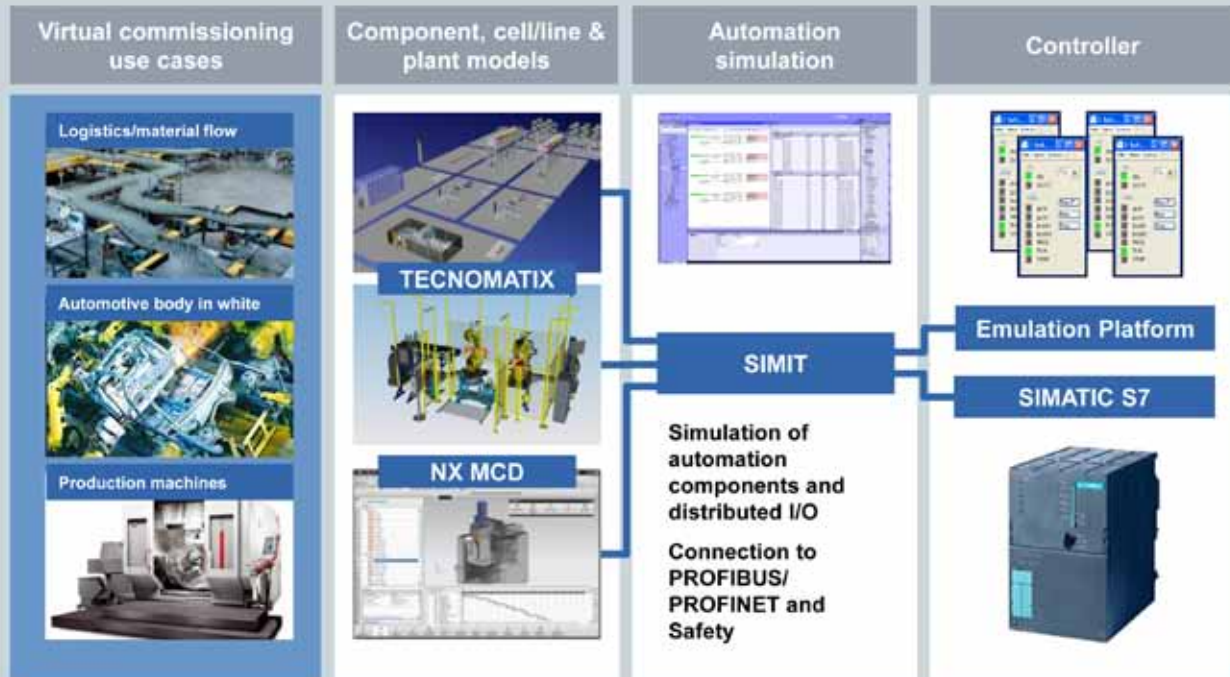 Virtual commissioning
use cases
Component, cell/line &
plant models
Automation
simulation
Controller
Logistics/material flow
Automotive body in white
Production machines
TECNOMATIX
NX MCD
SIMIT
Simulation of
automation
components and
distributed I/O
Connection to
PROFIBUS/
PROFINET and
Safety
Emulation Platform
SIMATIC S7